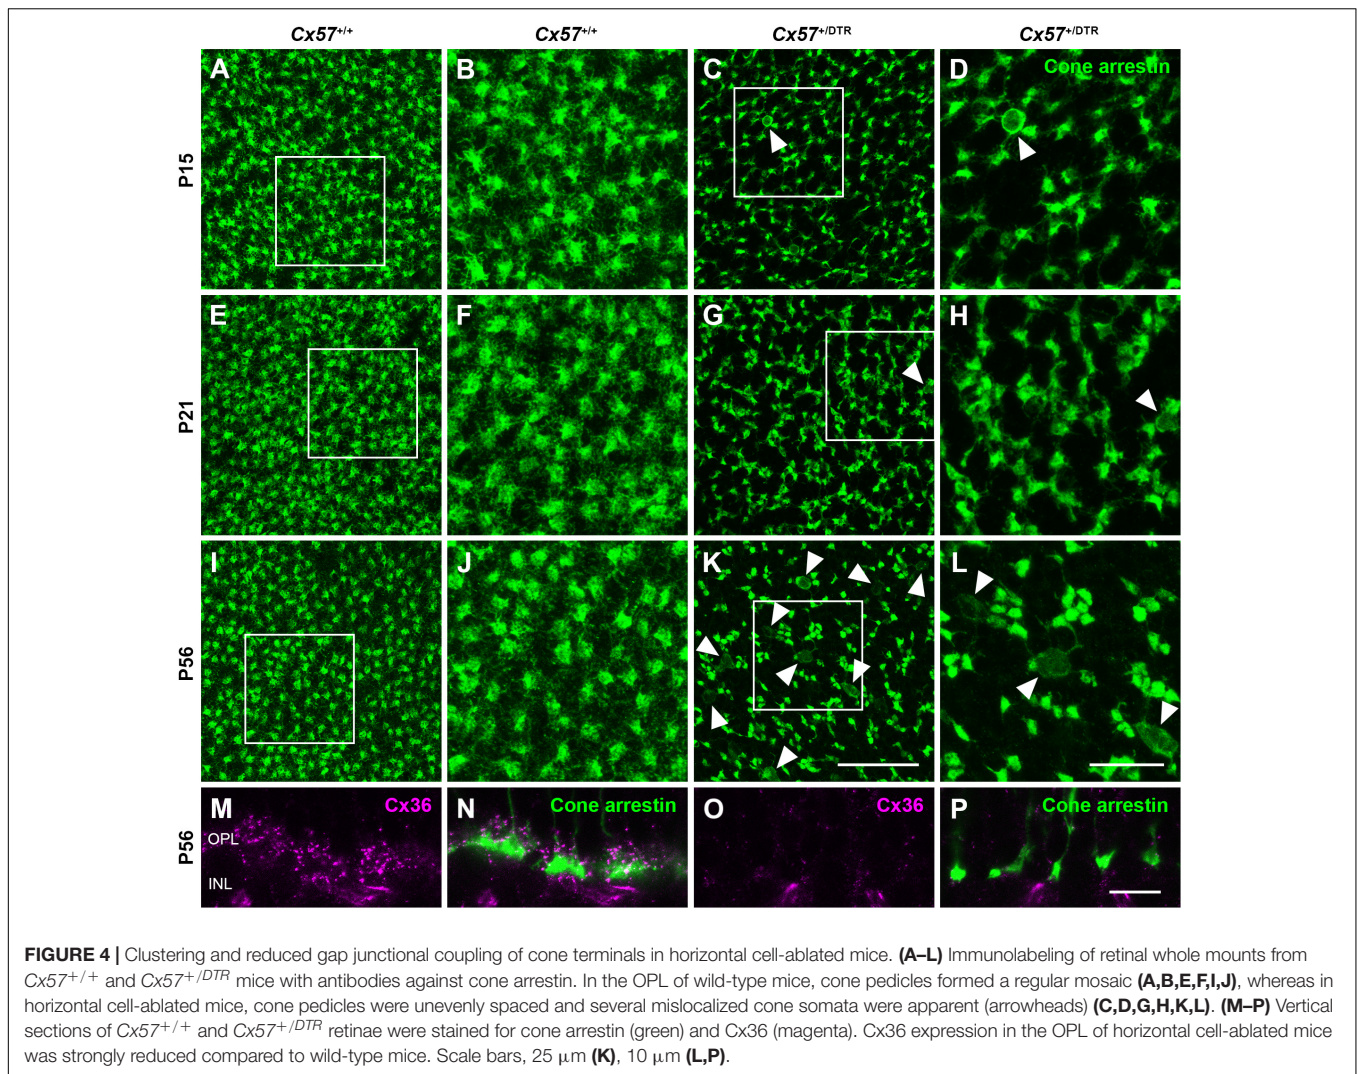 Cx57+/+ Cx57+/+ Cx57+/DTR Cx57+/DTR
A B C D Cone arrestin
P15
E F G H
P21
I J K L
P56
M Cx36 N Cone arrestin O Cx36 P Cone arrestin
OPL
P56
INL
FIGURE 4 | Clustering and reduced gap junctional coupling of cone terminals in horizontal cell-ablated mice. (A–L) Immunolabeling of retinal whole mounts from
Cx57+/+ and Cx57+/DTR mice with antibodies against cone arrestin. In the OPL of wild-type mice, cone pedicles formed a regular mosaic (A,B,E,F,I,J), whereas in
horizontal cell-ablated mice, cone pedicles were unevenly spaced and several mislocalized cone somata were apparent (arrowheads) (C,D,G,H,K,L). (M–P) Vertical
sections of Cx57+/+ and Cx57+/DTR retinae were stained for cone arrestin (green) and Cx36 (magenta). Cx36 expression in the OPL of horizontal cell-ablated mice
was strongly reduced compared to wild-type mice. Scale bars, 25 μm (K), 10 μm (L,P).